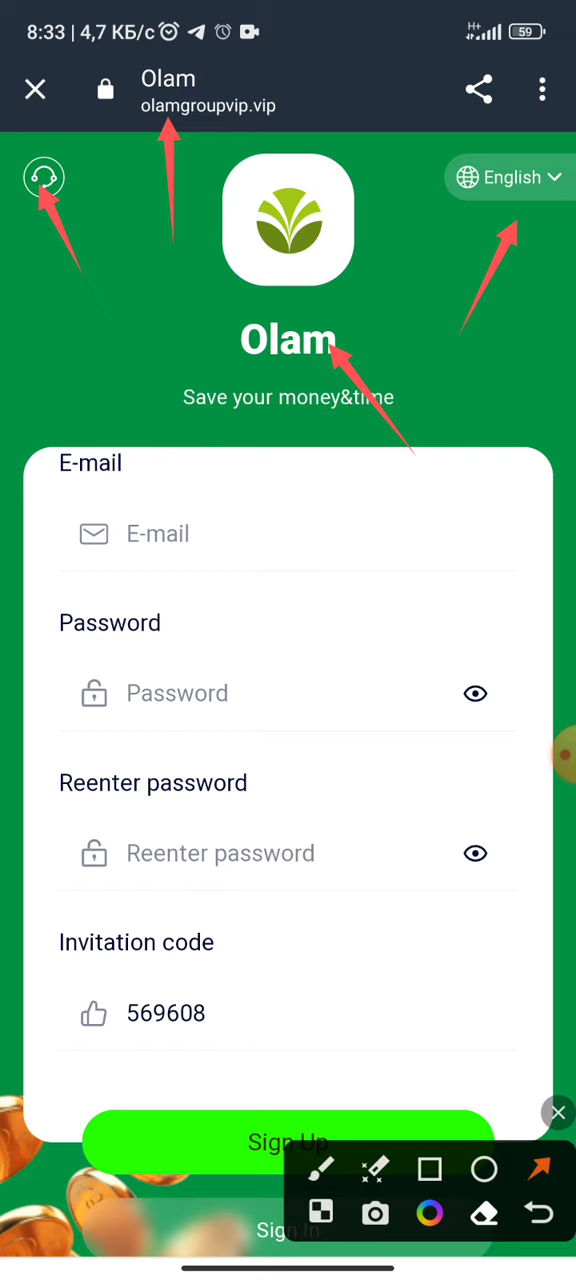 8:33 | 4,7 КБ/с
H+
59
Olam
olamgroupvip.vip
English
Olam
Save your money&time
E-mail
E-mail
Password
Password
Reenter password
Reenter password
Invitation code
569608
Sign Up
Sign In